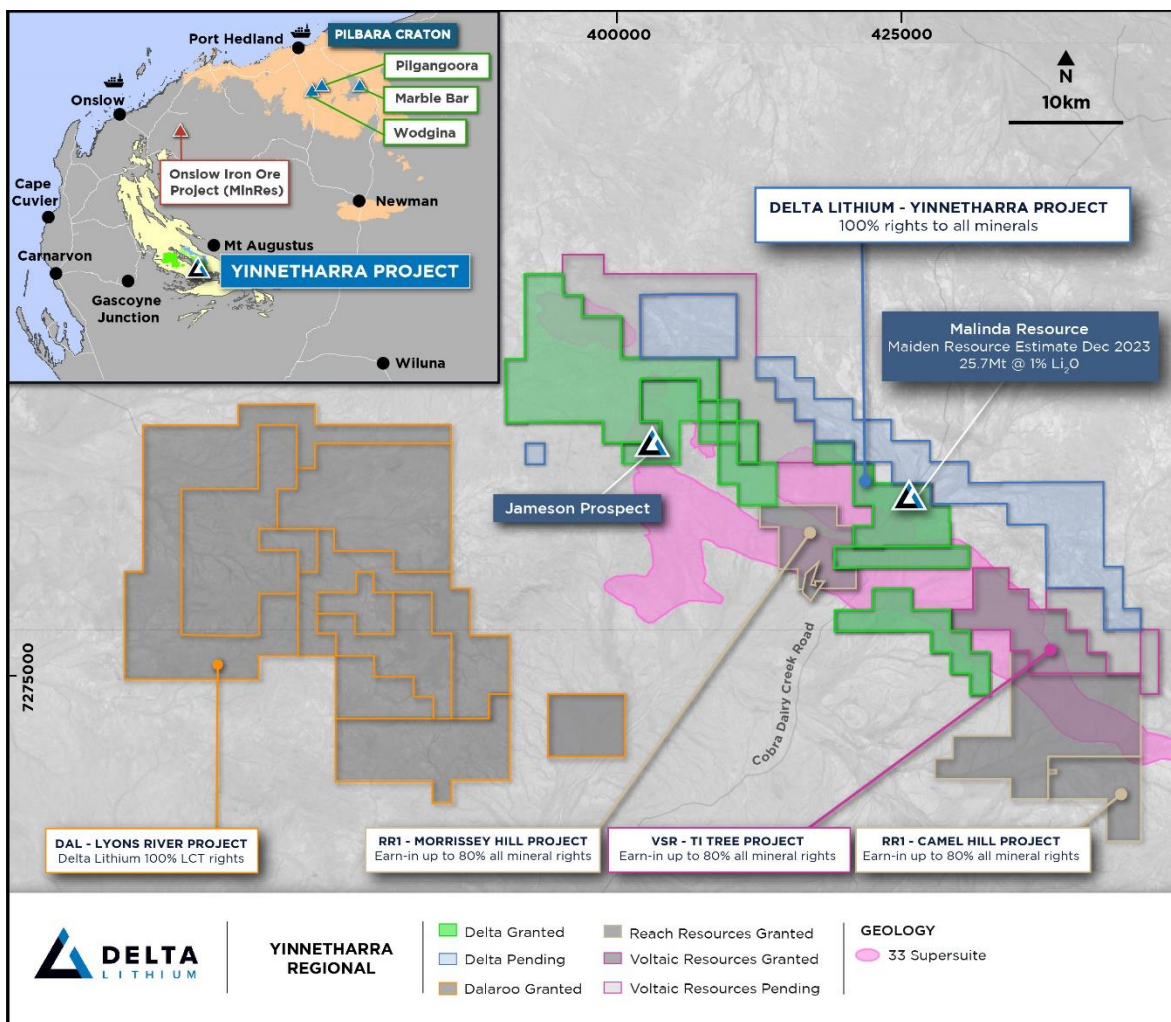 Port Hedland
PILBARA CRATON
Pilgangoora
Marble Bar
Wodgina
Onslow
Onslow Iron Ore
Project (MinRes)
Cape
Cuvier
Newman
Mt Augustus
Carnarvon
YINNETHARRA PROJECT
Gascoyne
Junction
Wiluna
400000
425000
N
10km
DELTA LITHIUM - YINNETHARRA PROJECT
100% rights to all minerals
Malinda Resource
Maiden Resource Estimate Dec 2023
25.7Mt @ 1% Li₂O
Jameson Prospect
7275000
Cobra Dairy Creek Road
DAL - LYONS RIVER PROJECT
Delta Lithium 100% LCT rights
RR1 - MORRISSEY HILL PROJECT
Earn-in up to 80% all mineral rights
VSR - TI TREE PROJECT
Earn-in up to 80% all mineral rights
RR1 - CAMEL HILL PROJECT
Earn-in up to 80% all mineral rights
DELTA
LITHIUM
YINNETHARRA
REGIONAL
Delta Granted
Delta Pending
Dalaroo Granted
Reach Resources Granted
Voltaic Resources Granted
Voltaic Resources Pending
GEOLOGY
33 Supersuite